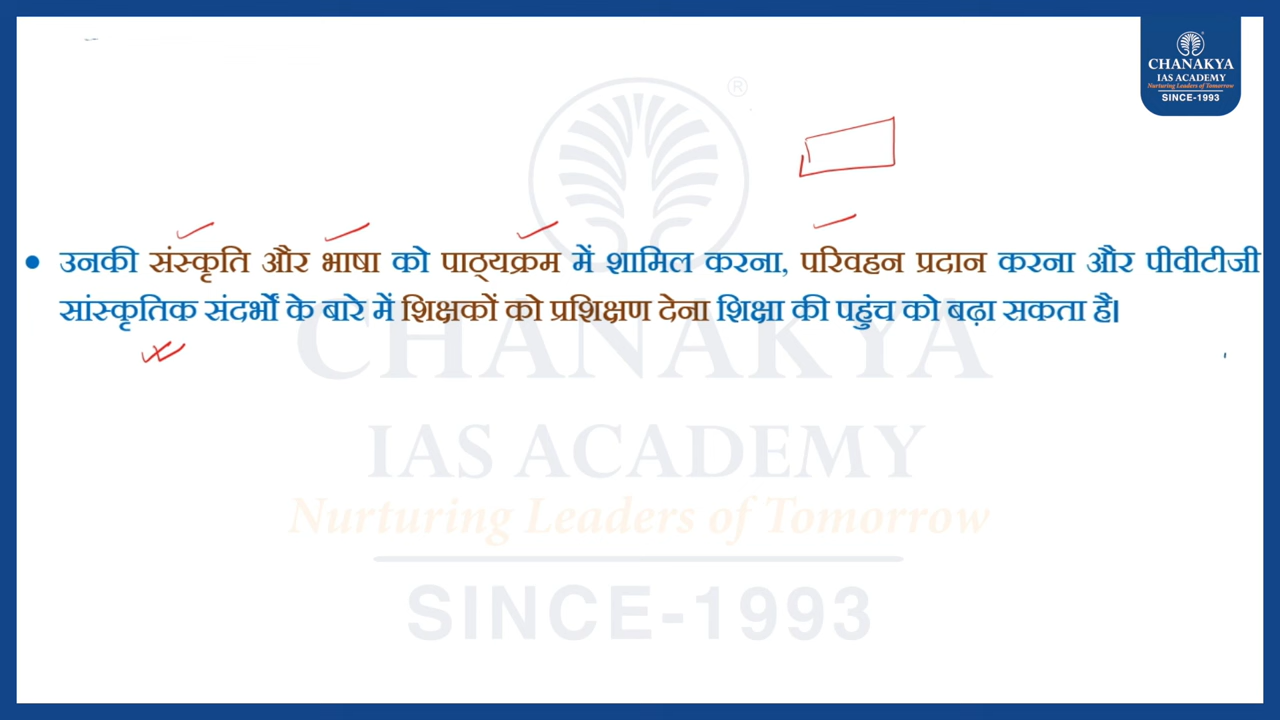 CHANAKYA
IAS ACADEMY
Nurturing Leaders of Tomorrow
SINCE-1993
®
• उनकी संस्कृति और भाषा को पाठ्यक्रम में शामिल करना, परिवहन प्रदान करना और पीवीटीजी
सांस्कृतिक संदर्भों के बारे में शिक्षकों को प्रशिक्षण देना शिक्षा की पहुंच को बढ़ा सकता है।
CHANAKYA
IAS ACADEMY
Nurturing Leaders of Tomorrow
SINCE-1993